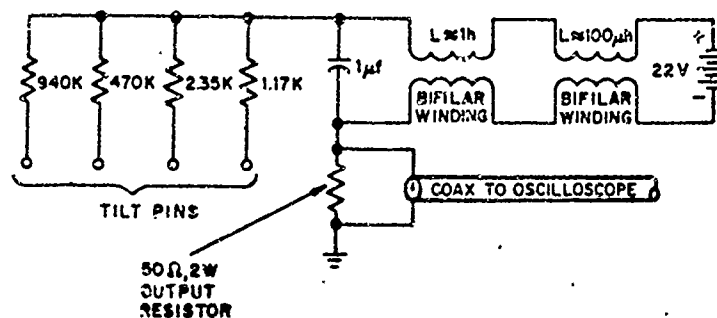 L≈1h
L≈100μh
+
940K
470K
2.35K
1.17K
1μf
22V
−
BIFILAR
WINDING
BIFILAR
WINDING
COAX TO OSCILLOSCOPE
TILT PINS
50Ω, 2W
OUTPUT
RESISTOR